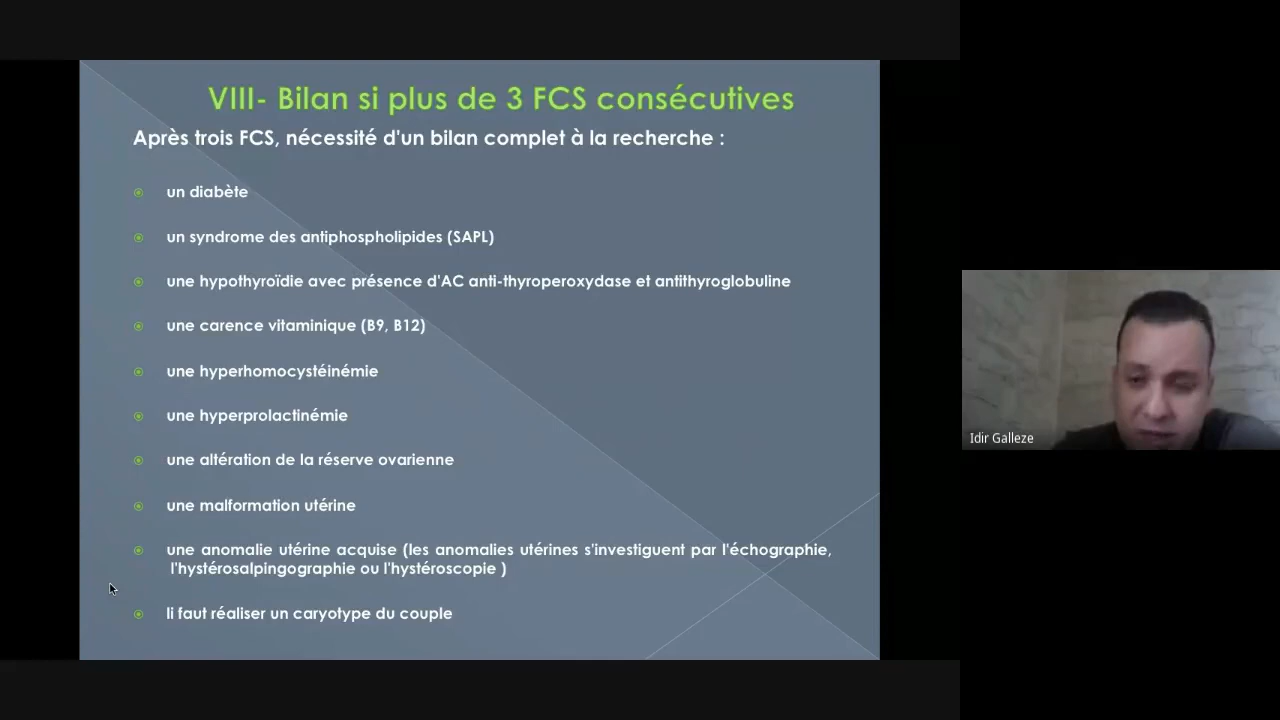 VIII- Bilan si plus de 3 FCS consécutives
Après trois FCS, nécessité d'un bilan complet à la recherche :
un diabète
un syndrome des antiphospholipides (SAPL)
une hypothyroïdie avec présence d'AC anti-thyroperoxydase et antithyroglobuline
une carence vitaminique (B9, B12)
une hyperhomocystéinémie
une hyperprolactinémie
une altération de la réserve ovarienne
une malformation utérine
une anomalie utérine acquise (les anomalies utérines s'investiguent par l'échographie,
l'hystérosalpingographie ou l'hystéroscopie )
li faut réaliser un caryotype du couple
Idir Galleze